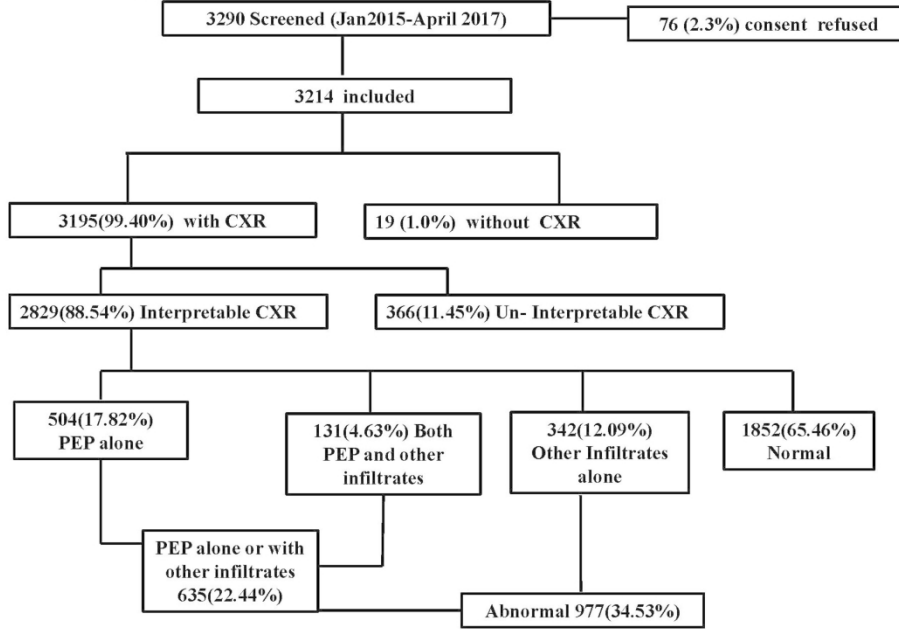 3290 Screened (Jan2015-April 2017)
76 (2.3%) consent refused
3214 included
3195(99.40%) with CXR
19 (1.0%) without CXR
2829(88.54%) Interpretable CXR
366(11.45%) Un- Interpretable CXR
504(17.82%)
PEP alone
131(4.63%) Both
PEP and other
infiltrates
342(12.09%)
Other Infiltrates
alone
1852(65.46%)
Normal
PEP alone or with
other infiltrates
635(22.44%)
Abnormal 977(34.53%)